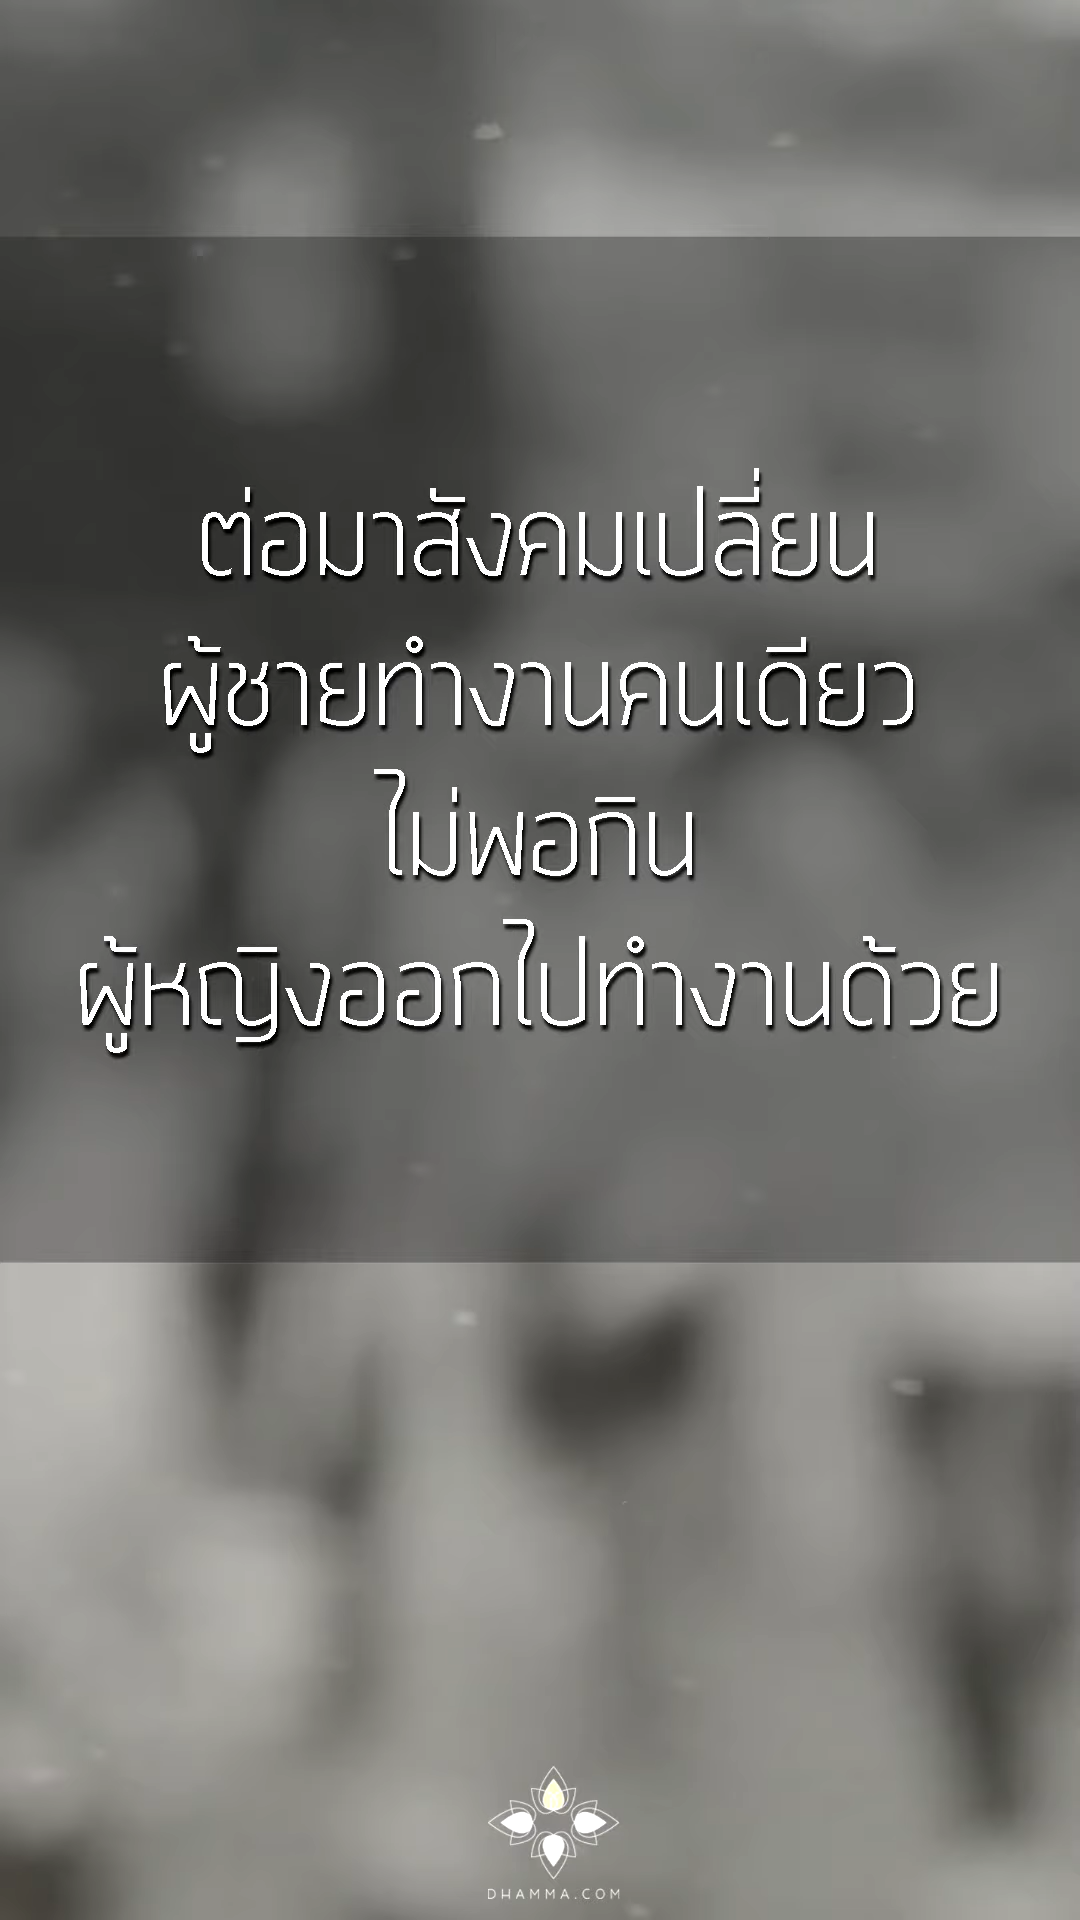 ต่อมาสังคมเปลี่ยน
ผู้ชายทำงานคนเดียว
ไม่พอกิน
ผู้หญิงออกไปทำงานด้วย
DHAMMA.COM